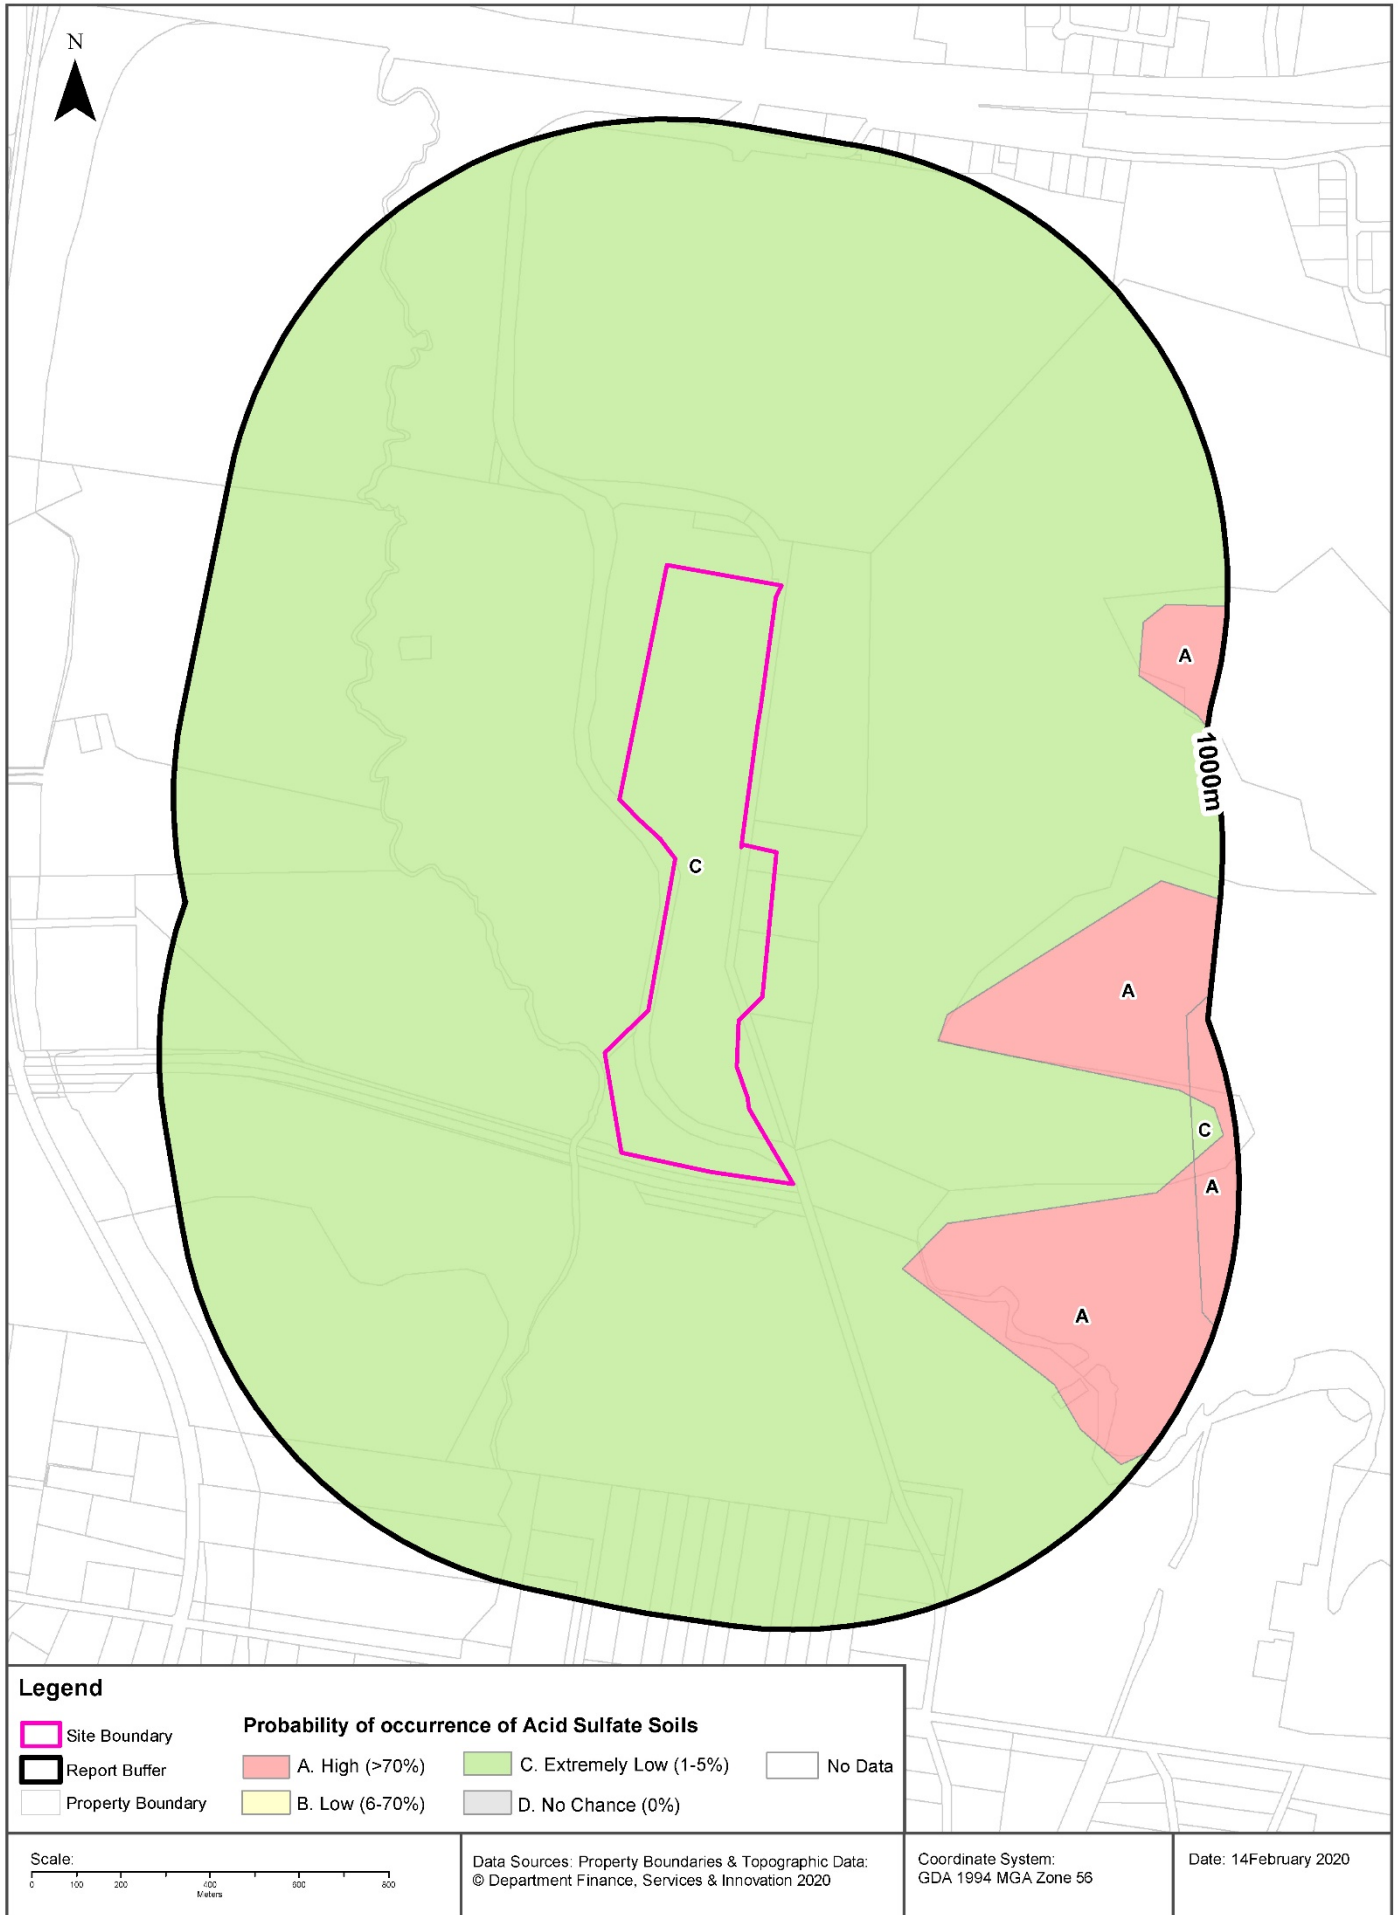 N
A
1000m
C
A
C
A
A
Legend
Site Boundary
Report Buffer
Property Boundary
Probability of occurrence of Acid Sulfate Soils
A. High (>70%)
C. Extremely Low (1-5%)
No Data
B. Low (6-70%)
D. No Chance (0%)
Scale:
0 100 200 400 600 800
Meters
Data Sources: Property Boundaries & Topographic Data:
© Department Finance, Services & Innovation 2020
Coordinate System:
GDA 1994 MGA Zone 56
Date: 14February 2020